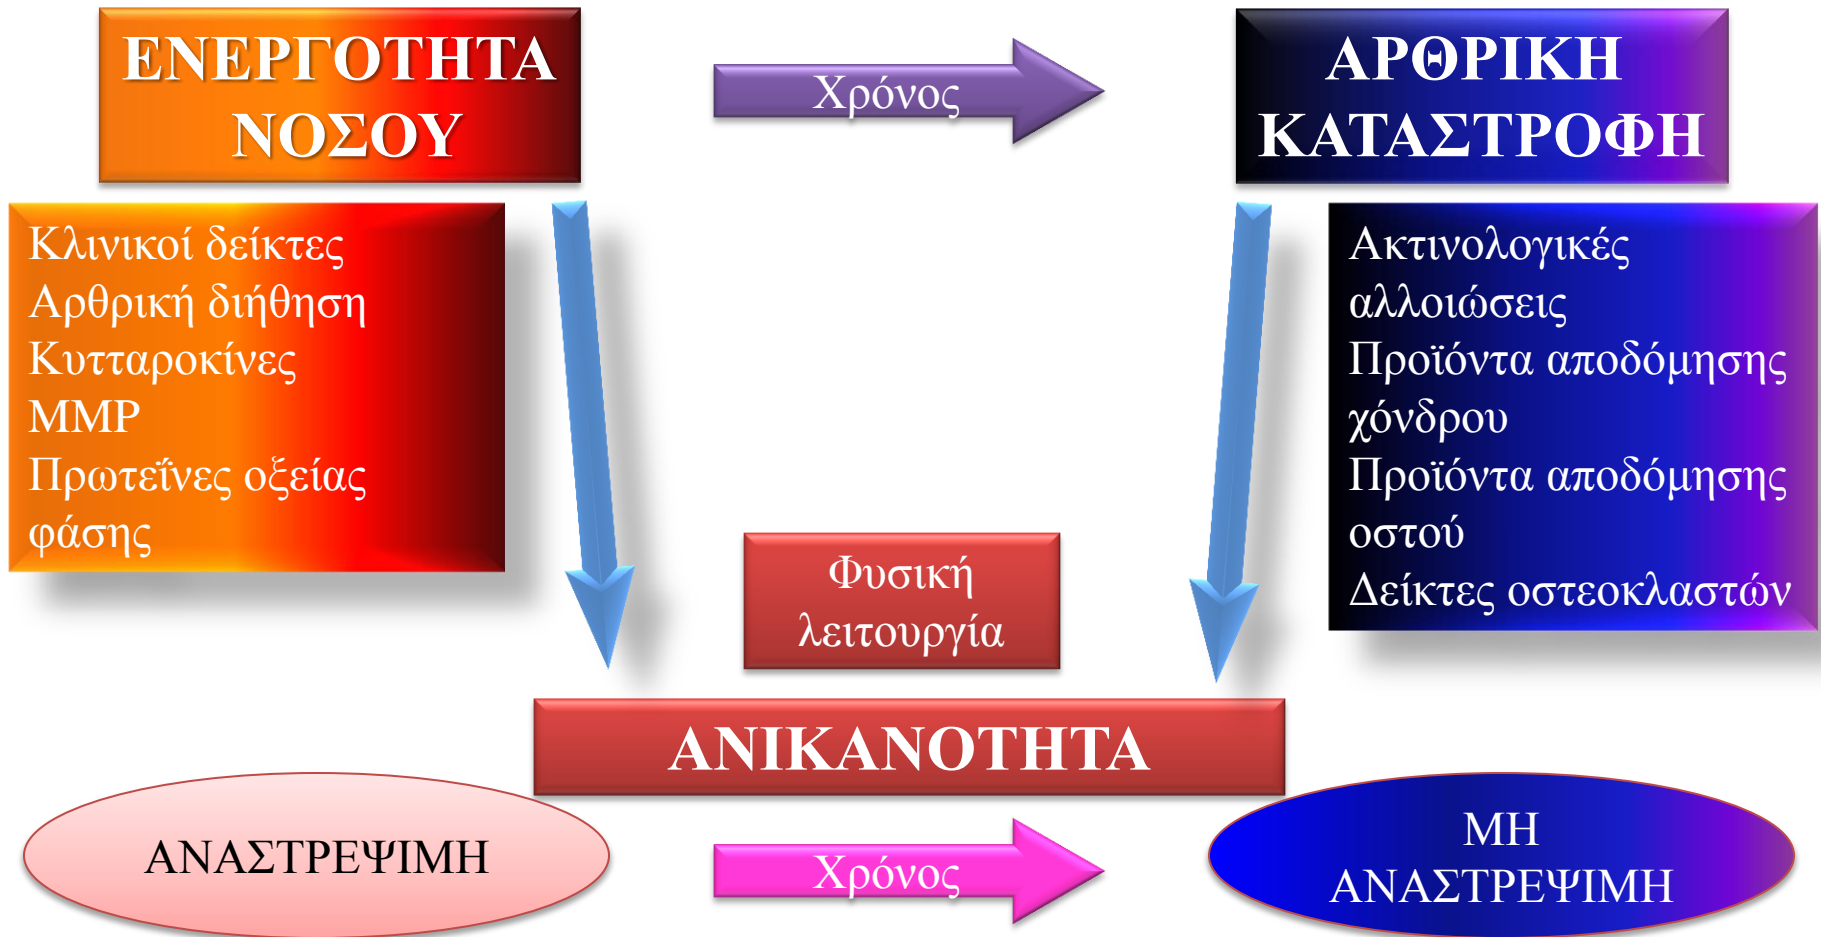 ΕΝΕΡΓΟΤΗΤΑ
ΝΟΣΟΥ
Χρόνος
ΑΡΘΡΙΚΗ
ΚΑΤΑΣΤΡΟΦΗ
Κλινικοί δείκτες
Αρθρική διήθηση
Κυτταροκίνες
MMP
Πρωτεΐνες οξείας
φάσης
Ακτινολογικές
αλλοιώσεις
Προϊόντα αποδόμησης
χόνδρου
Προϊόντα αποδόμησης
οστού
Δείκτες οστεοκλαστών
Φυσική
λειτουργία
ΑΝΙΚΑΝΟΤΗΤΑ
ΑΝΑΣΤΡΕΨΙΜΗ
Χρόνος
ΜΗ
ΑΝΑΣΤΡΕΨΙΜΗ